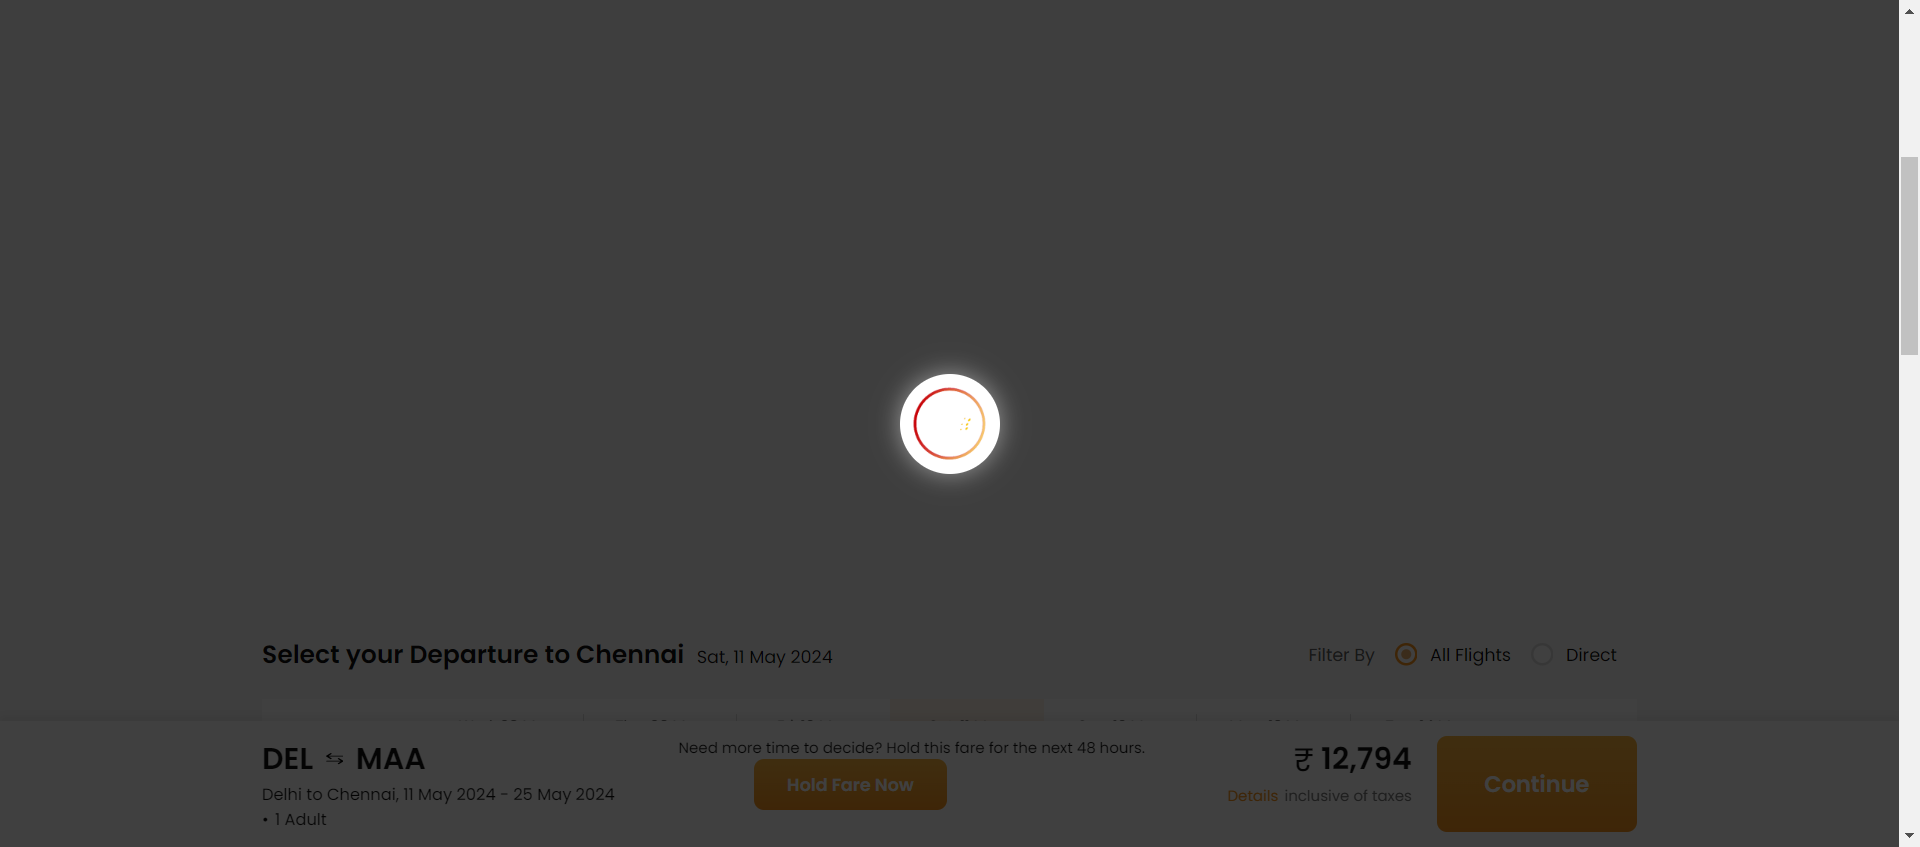 Select your Departure to Chennai Sat, 11 May 2024
Filter By All Flights Direct
DEL ⇆ MAA
Delhi to Chennai, 11 May 2024 - 25 May 2024
• 1 Adult
Need more time to decide? Hold this fare for the next 48 hours.
Hold Fare Now
₹ 12,794
Details inclusive of taxes
Continue